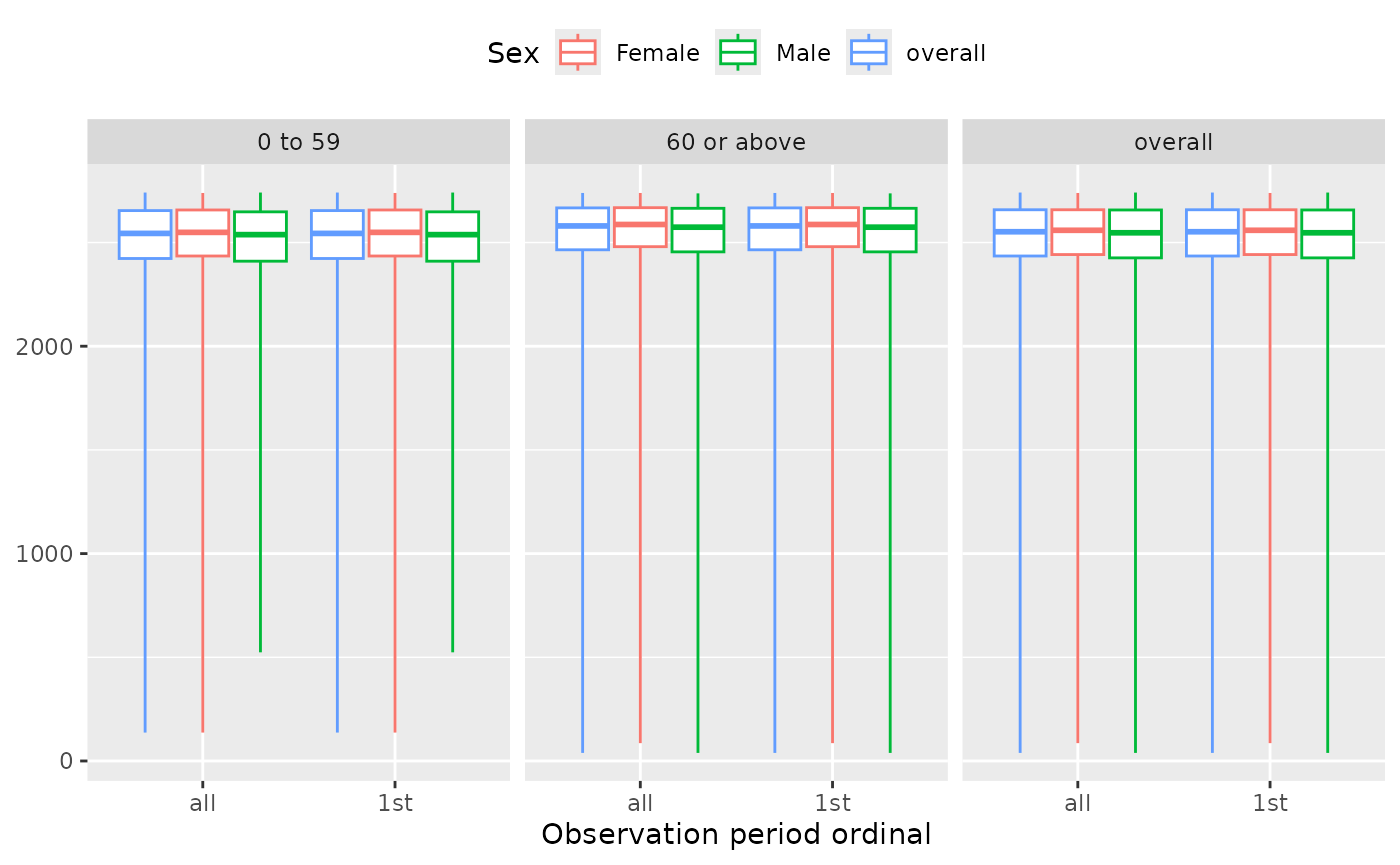 Sex Female Male overall
0 to 59 60 or above overall
2000
1000
0
all 1st all 1st all 1st
Observation period ordinal